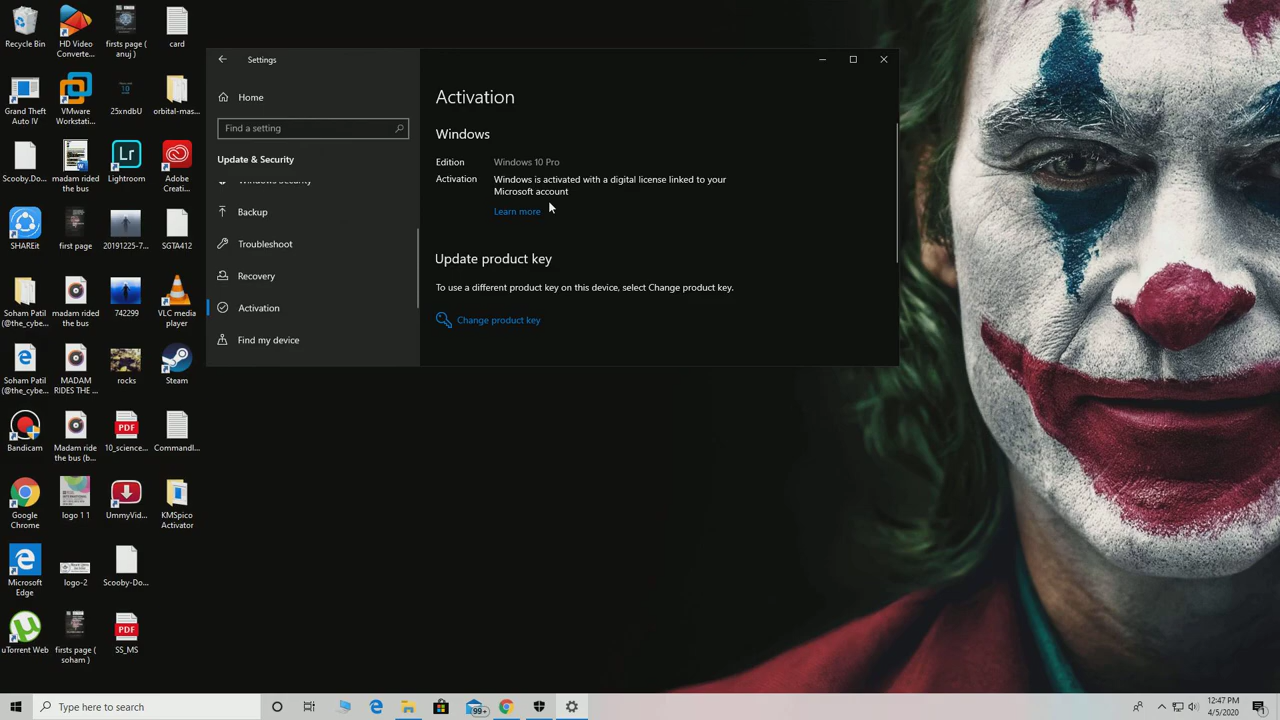 Recycle Bin
HD Video
Converte...
firsts page (
anuj )
card
Grand Theft
Auto IV
VMware
Workstati...
25xndbU
orbital-mas...
Scooby.Do...
madam rided
the bus
Lr
Lightroom
Adobe
Creati...
SHAREit
first page
20191225-7...
SGTA412
Soham Patil
(@the_cybe...
madam rided
the bus
742299
VLC media
player
Soham Patil
(@the_cybe...
MADAM
RIDES THE ...
rocks
Steam
Bandicam
Madam ride
the bus (b...
PDF
10_science...
Commandl...
Google
Chrome
logo 1 1
UmmyVid...
KMSpico
Activator
Microsoft
Edge
logo-2
Scooby-Do...
uTorrent Web
firsts page (
soham )
PDF
SS_MS
Settings
Home
Find a setting
Update & Security
Windows Security
Backup
Troubleshoot
Recovery
Activation
Find my device
Activation
Windows
Edition Windows 10 Pro
Activation Windows is activated with a digital license linked to your
Microsoft account
Learn more
Update product key
To use a different product key on this device, select Change product key.
Change product key
Type here to search
99+
12:47 PM
4/5/2020
1